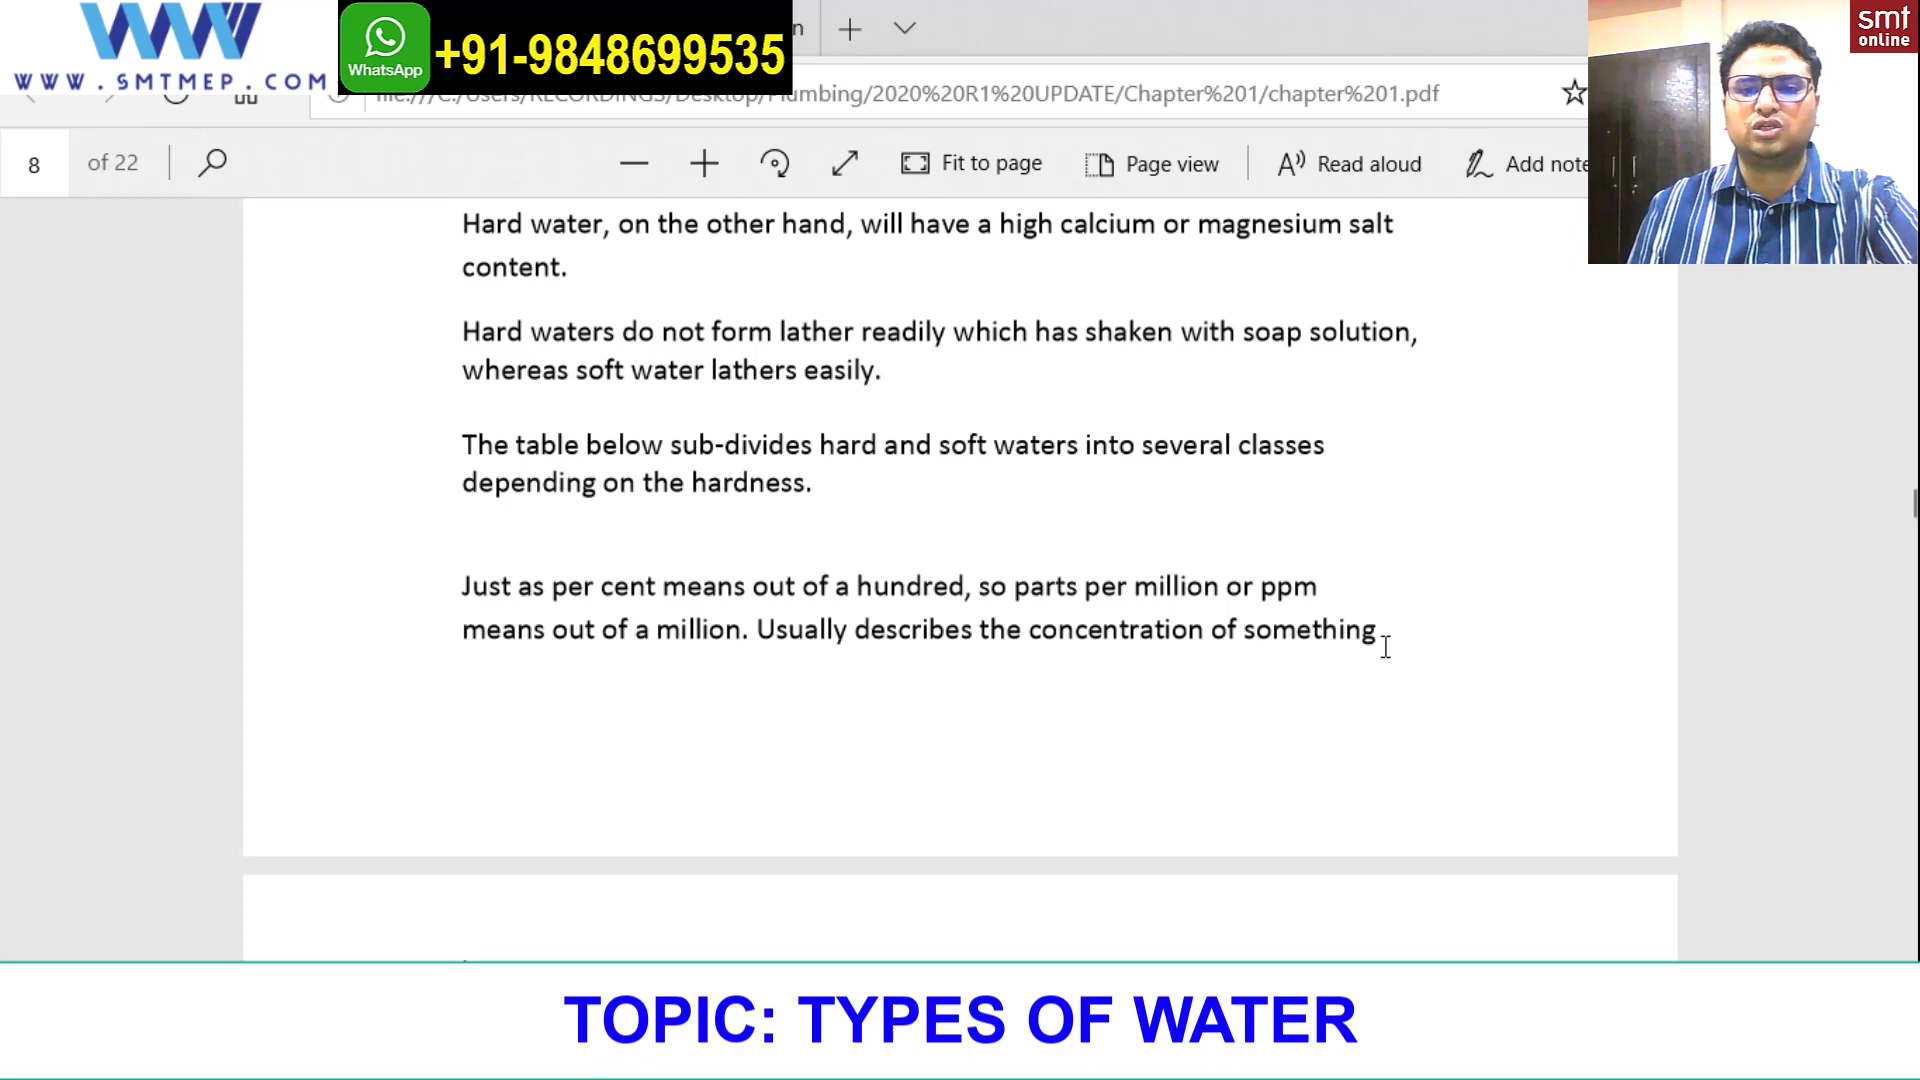 WWW.SMTMEP.COM
WhatsApp
+91-9848699535
n
smt
online
file:///C:/Users/RECORDINGS/Desktop/Plumbing/2020%20R1%20UPDATE/Chapter%201/chapter%201.pdf
8 of 22
Fit to page
Page view
Read aloud
Add note
Hard water, on the other hand, will have a high calcium or magnesium salt
content.
Hard waters do not form lather readily which has shaken with soap solution,
whereas soft water lathers easily.
The table below sub-divides hard and soft waters into several classes
depending on the hardness.
Just as per cent means out of a hundred, so parts per million or ppm
means out of a million. Usually describes the concentration of something
TOPIC: TYPES OF WATER